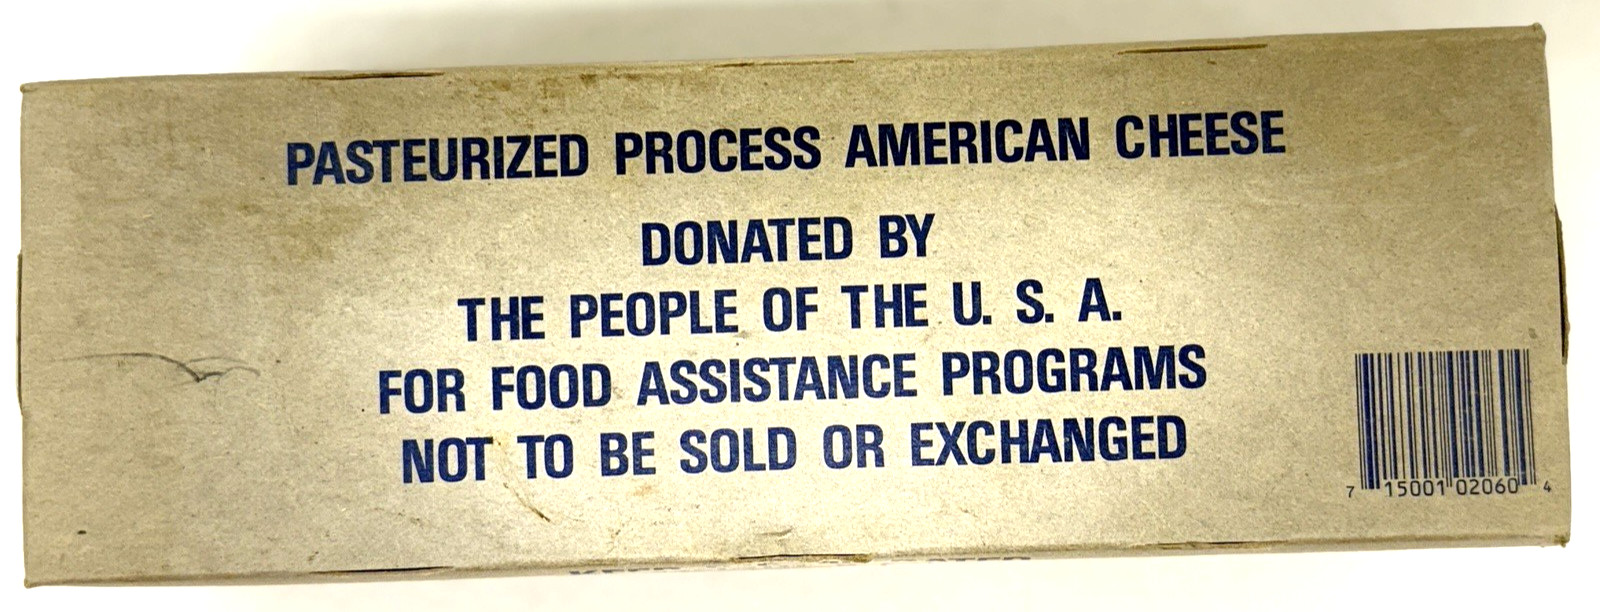 PASTEURIZED PROCESS AMERICAN CHEESE
DONATED BY
THE PEOPLE OF THE U. S. A.
FOR FOOD ASSISTANCE PROGRAMS
NOT TO BE SOLD OR EXCHANGED
7 15001 02060 4